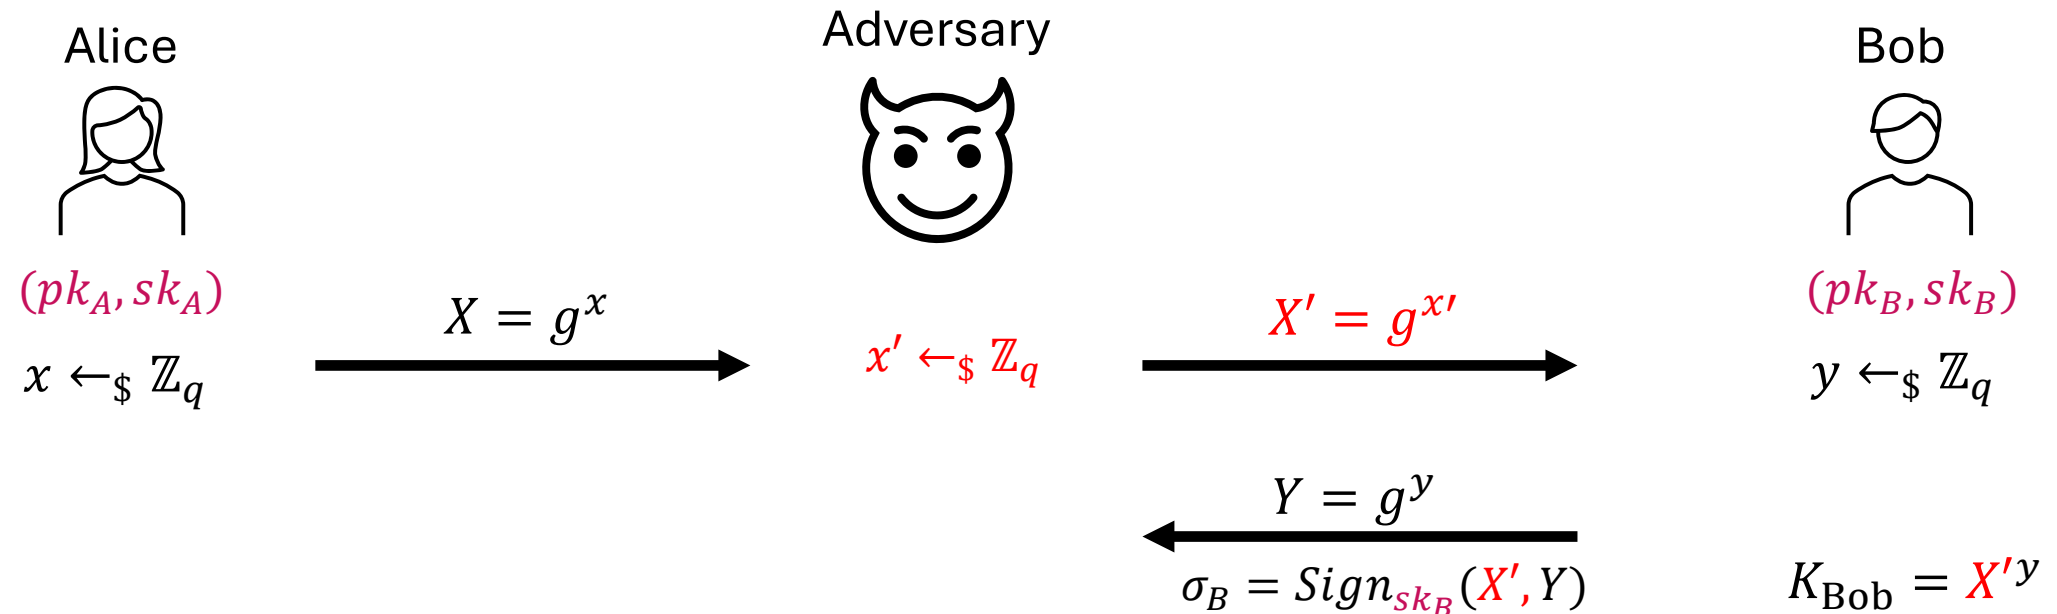 Alice
Adversary
Bob
(pk_A, sk_A)
X = g^x
X′ = g^{x′}
(pk_B, sk_B)
x ←_$ ℤ_q
x′ ←_$ ℤ_q
y ←_$ ℤ_q
Y = g^y
σ_B = Sign_{sk_B}(X′, Y)
K_Bob = X′^y